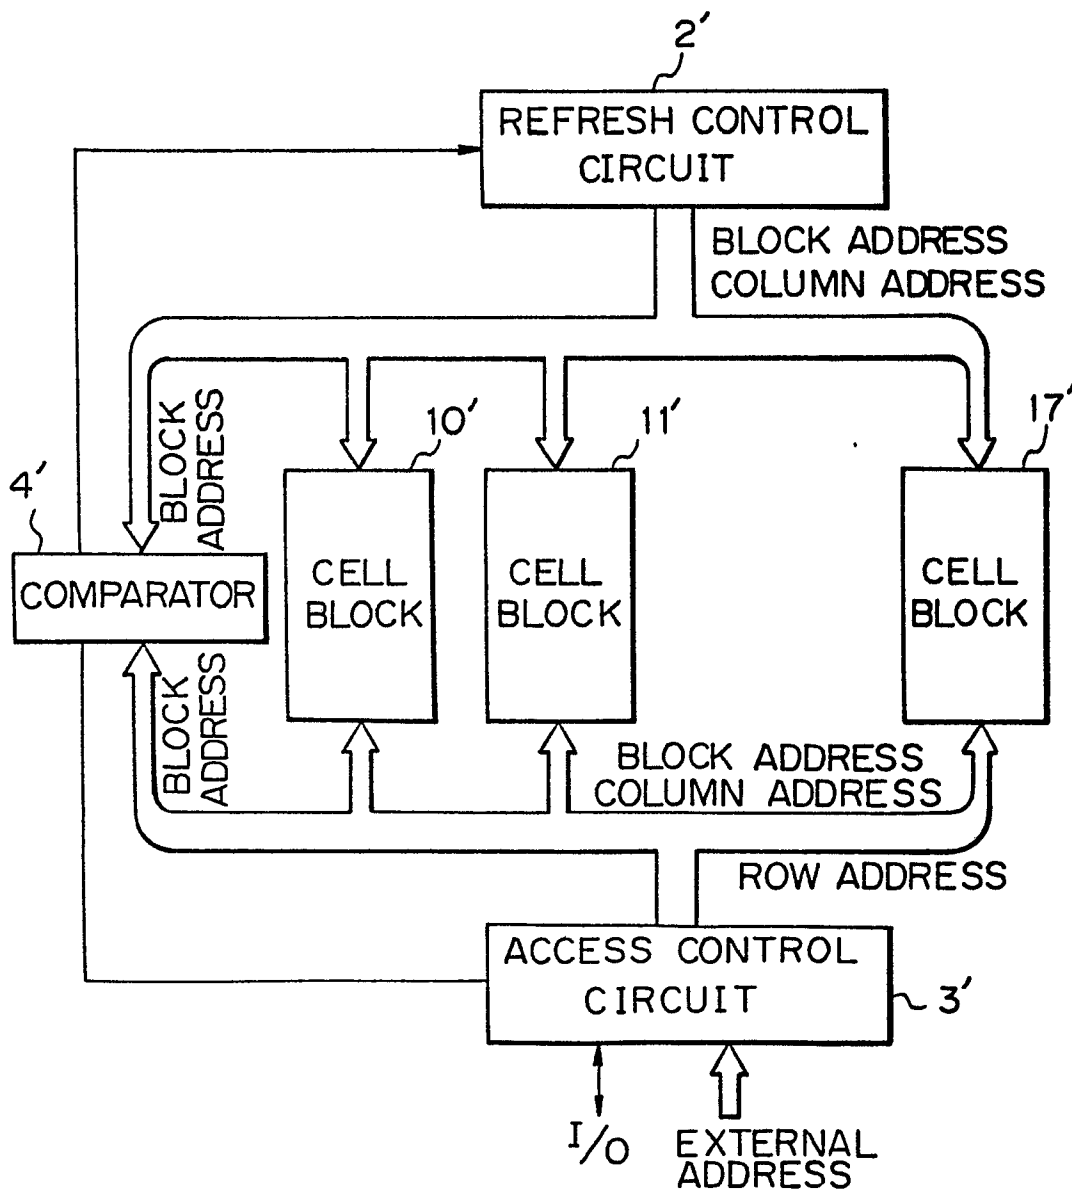 2'
REFRESH CONTROL
CIRCUIT
BLOCK ADDRESS
COLUMN ADDRESS
BLOCK
ADDRESS
10'
11'
17'
4'
COMPARATOR
CELL
BLOCK
CELL
BLOCK
CELL
BLOCK
BLOCK
ADDRESS
BLOCK ADDRESS
COLUMN ADDRESS
ROW ADDRESS
ACCESS CONTROL
CIRCUIT
3'
I/O
EXTERNAL
ADDRESS